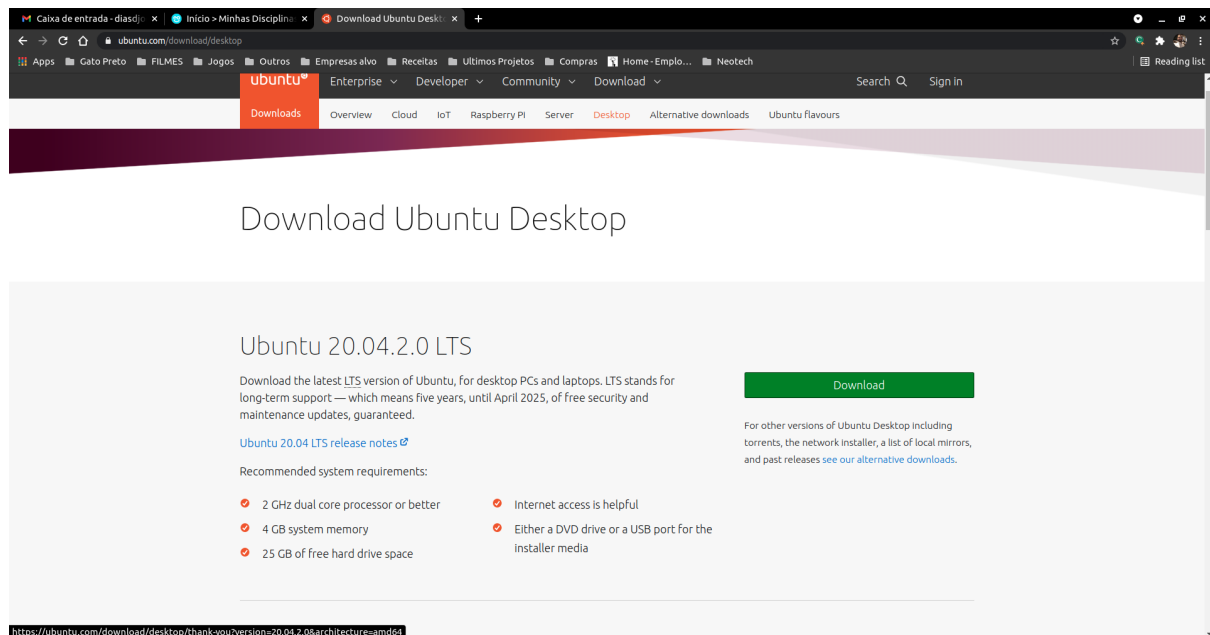 Caixa de entrada - diasdjo
Início > Minhas Disciplina
Download Ubuntu Deskt
ubuntu.com/download/desktop
Apps Gato Preto FILMES Jogos Outros Empresas alvo Receitas Ultimos Projetos Compras Home - Emplo... Neotech Reading list
ubuntu Enterprise Developer Community Download Search Sign in
Downloads Overview Cloud IoT Raspberry Pi Server Desktop Alternative downloads Ubuntu flavours
Download Ubuntu Desktop
Ubuntu 20.04.2.0 LTS
Download the latest LTS version of Ubuntu, for desktop PCs and laptops. LTS stands for
long-term support — which means five years, until April 2025, of free security and
maintenance updates, guaranteed.
Ubuntu 20.04 LTS release notes
Recommended system requirements:
2 GHz dual core processor or better
4 GB system memory
25 GB of free hard drive space
Internet access is helpful
Either a DVD drive or a USB port for the
installer media
Download
For other versions of Ubuntu Desktop including
torrents, the network installer, a list of local mirrors,
and past releases see our alternative downloads.
https://ubuntu.com/download/desktop/thank-you?version=20.04.2.0&architecture=amd64